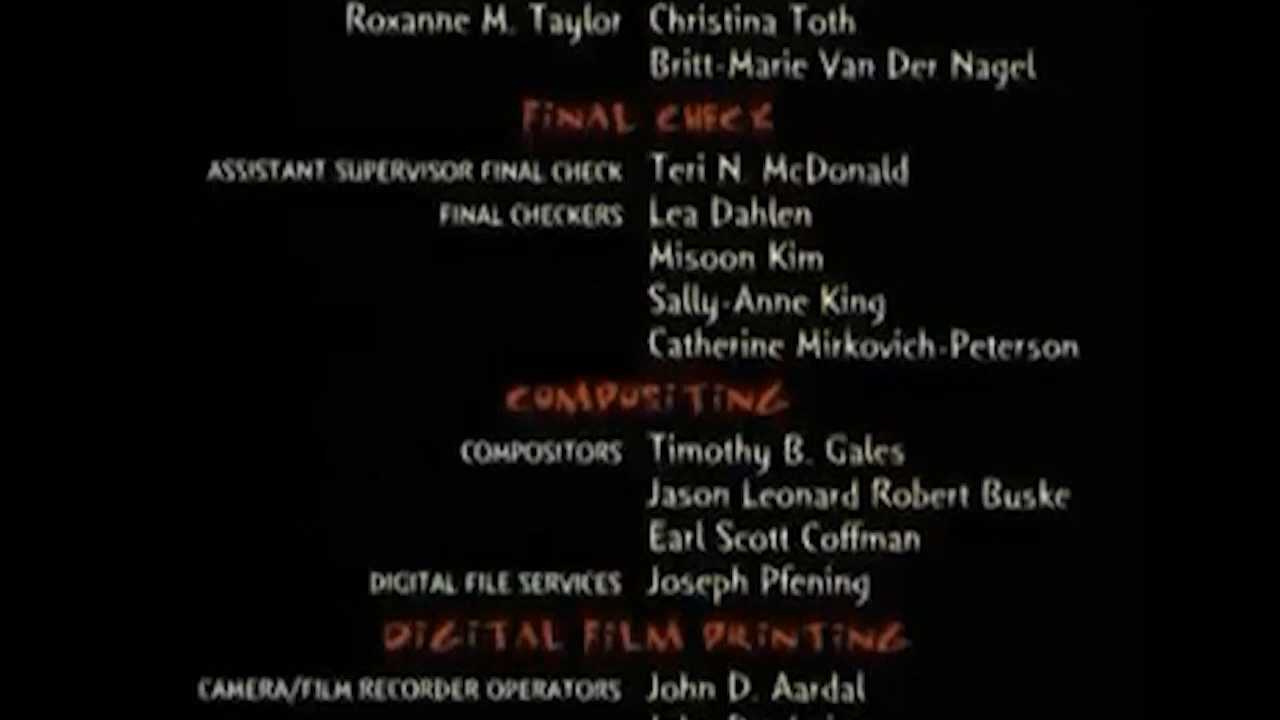 Roxanne M. Taylor Christina Toth
Britt-Marie Van Der Nagel
FINAL CHECK
ASSISTANT SUPERVISOR FINAL CHECK Teri N. McDonald
FINAL CHECKERS Lea Dahlen
Misoon Kim
Sally-Anne King
Catherine Mirkovich-Peterson
COMPOSITING
COMPOSITORS Timothy B. Gales
Jason Leonard Robert Buske
Earl Scott Coffman
DIGITAL FILE SERVICES Joseph Pfening
DIGITAL FILM PRINTING
CAMERA/FILM RECORDER OPERATORS John D. Aardal